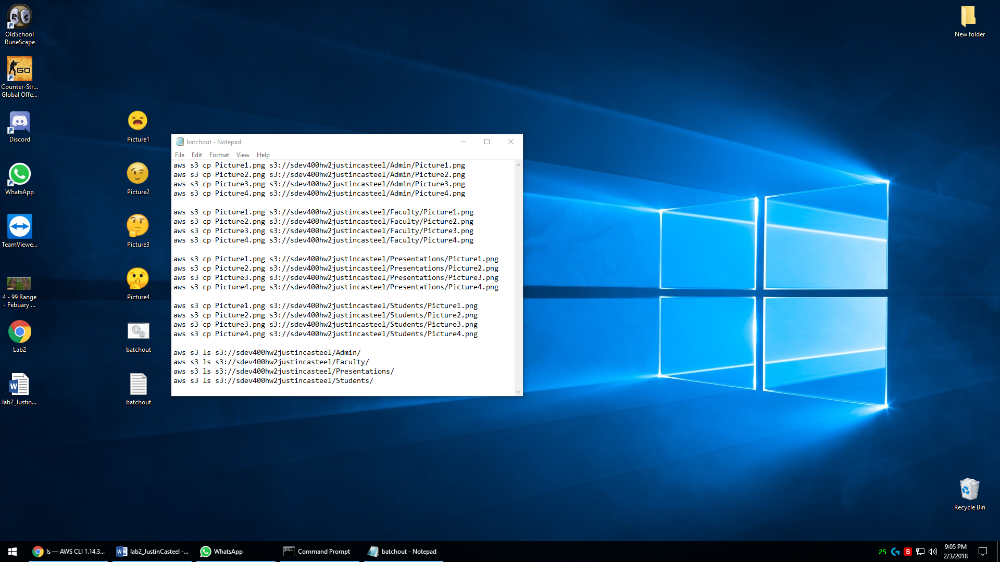 OldSchool
RuneScape
Counter-Str...
Global Offe...
Discord
WhatsApp
TeamViewe...
4 - 99 Range
- Febuary ...
Lab2
lab2_Justin...
Picture1
Picture2
Picture3
Picture4
batchout
batchout
batchout - Notepad
File Edit Format View Help
aws s3 cp Picture1.png s3://sdev400hw2justincasteel/Admin/Picture1.png
aws s3 cp Picture2.png s3://sdev400hw2justincasteel/Admin/Picture2.png
aws s3 cp Picture3.png s3://sdev400hw2justincasteel/Admin/Picture3.png
aws s3 cp Picture4.png s3://sdev400hw2justincasteel/Admin/Picture4.png
aws s3 cp Picture1.png s3://sdev400hw2justincasteel/Faculty/Picture1.png
aws s3 cp Picture2.png s3://sdev400hw2justincasteel/Faculty/Picture2.png
aws s3 cp Picture3.png s3://sdev400hw2justincasteel/Faculty/Picture3.png
aws s3 cp Picture4.png s3://sdev400hw2justincasteel/Faculty/Picture4.png
aws s3 cp Picture1.png s3://sdev400hw2justincasteel/Presentations/Picture1.png
aws s3 cp Picture2.png s3://sdev400hw2justincasteel/Presentations/Picture2.png
aws s3 cp Picture3.png s3://sdev400hw2justincasteel/Presentations/Picture3.png
aws s3 cp Picture4.png s3://sdev400hw2justincasteel/Presentations/Picture4.png
aws s3 cp Picture1.png s3://sdev400hw2justincasteel/Students/Picture1.png
aws s3 cp Picture2.png s3://sdev400hw2justincasteel/Students/Picture2.png
aws s3 cp Picture3.png s3://sdev400hw2justincasteel/Students/Picture3.png
aws s3 cp Picture4.png s3://sdev400hw2justincasteel/Students/Picture4.png
aws s3 ls s3://sdev400hw2justincasteel/Admin/
aws s3 ls s3://sdev400hw2justincasteel/Faculty/
aws s3 ls s3://sdev400hw2justincasteel/Presentations/
aws s3 ls s3://sdev400hw2justincasteel/Students/
New folder
Recycle Bin
ls — AWS CLI 1.14.3...
lab2_JustinCasteel -...
WhatsApp
Command Prompt
batchout - Notepad
25
B
9:05 PM
2/3/2018